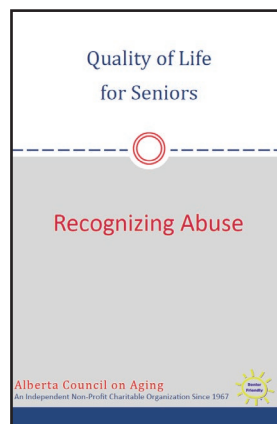 Quality of Life
for Seniors
Recognizing Abuse
Alberta Council on Aging
An Independent Non-Profit Charitable Organization Since 1967
Senior
Friendly